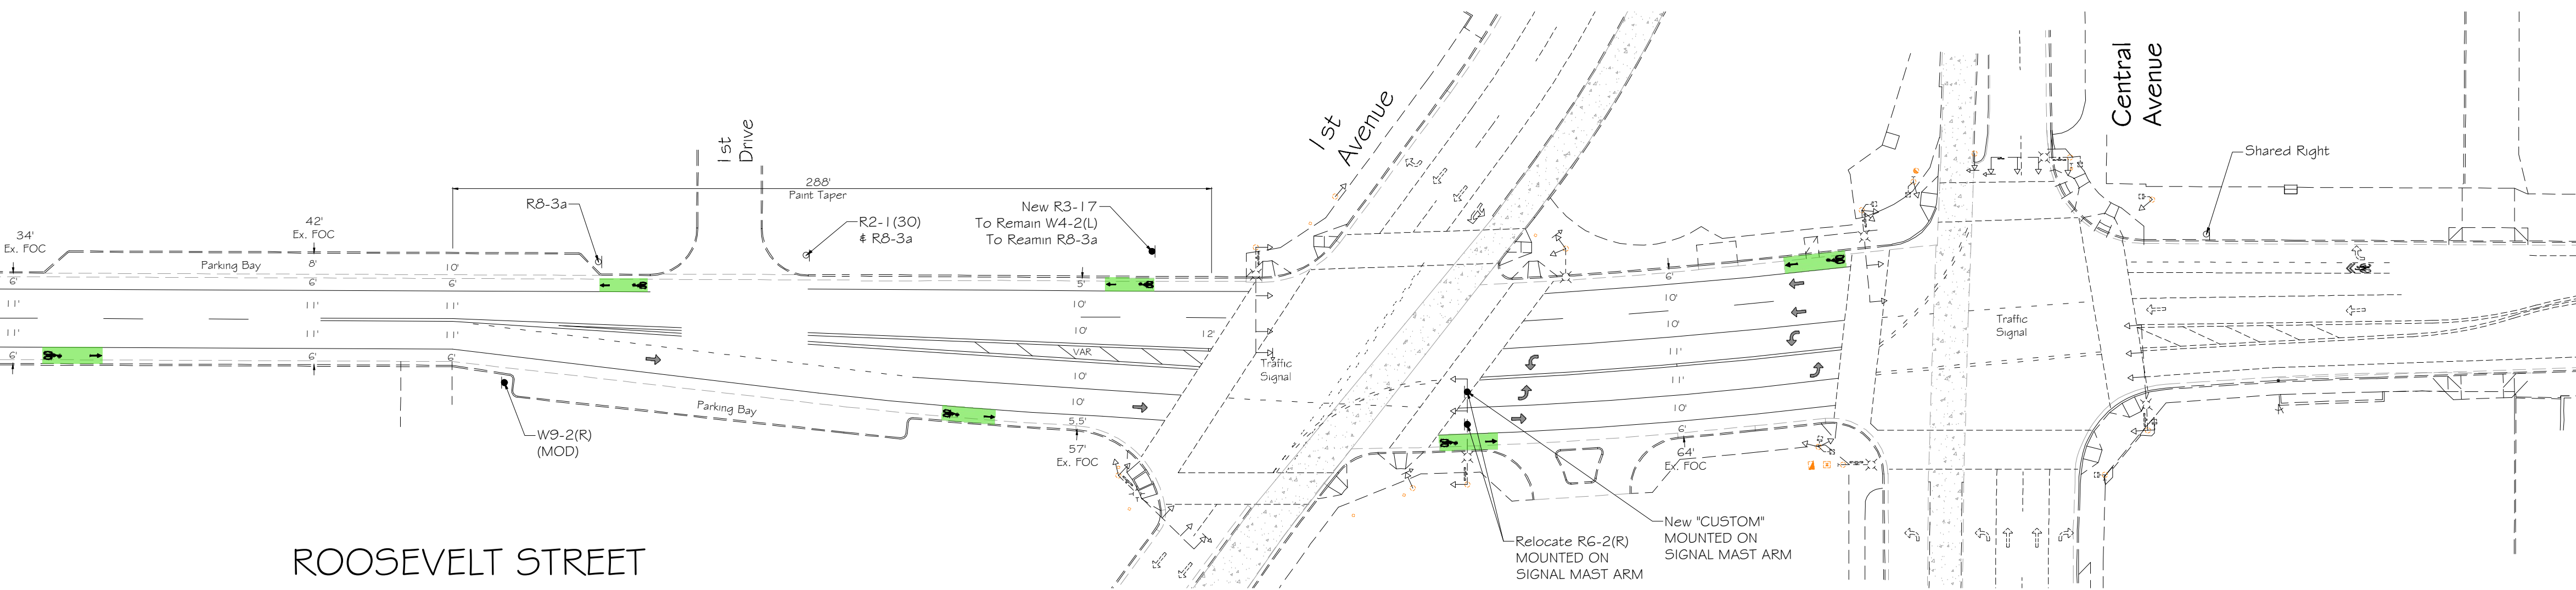 1st
Avenue
Central
Avenue
1st
Drive
Shared Right
288'
Paint Taper
R8-3a
R2-1(30)
& R8-3a
New R3-17
To Remain W4-2(L)
To Reamin R8-3a
34'
Ex. FOC
42'
Ex. FOC
Parking Bay
8'
10'
6'
6'
6'
5'
6'
11'
11'
11'
10'
10'
11'
11'
11'
10'
12'
10'
6'
6'
6'
VAR
11'
10'
11'
10'
10'
5.5'
6'
57'
Ex. FOC
64'
Ex. FOC
Parking Bay
Traffic
Signal
Traffic
Signal
W9-2(R)
(MOD)
New "CUSTOM"
MOUNTED ON
SIGNAL MAST ARM
Relocate R6-2(R)
MOUNTED ON
SIGNAL MAST ARM
ROOSEVELT STREET